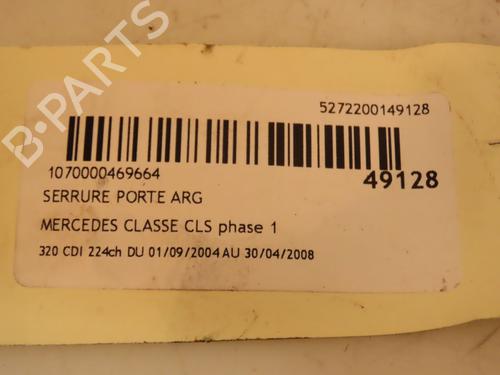 B-PARTS
5272200149128
1070000469664
49128
SERRURE PORTE ARG
MERCEDES CLASSE CLS phase 1
320 CDI 224ch DU 01/09/2004 AU 30/04/2008